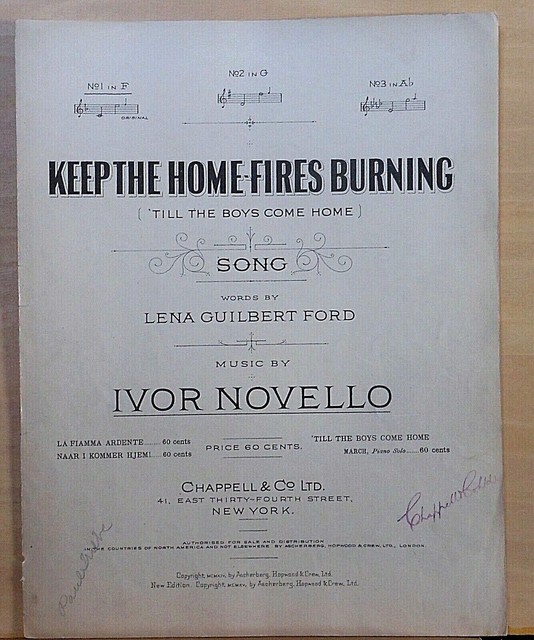 No1 IN F
No2 IN G
No3 IN Ab
ORIGINAL
KEEP THE HOME-FIRES BURNING
( 'TILL THE BOYS COME HOME )
SONG
WORDS BY
LENA GUILBERT FORD
MUSIC BY
IVOR NOVELLO
LA FIAMMA ARDENTE........ 60 cents
NAAR I KOMMER HJEM!..... 60 cents
PRICE 60 CENTS.
'TILL THE BOYS COME HOME
MARCH, Piano Solo......60 cents
CHAPPELL & Co LTD.
41, EAST THIRTY-FOURTH STREET,
NEW YORK.
AUTHORISED FOR SALE AND DISTRIBUTION
IN THE COUNTRIES OF NORTH AMERICA AND NOT ELSEWHERE BY ASCHERBERG, HOPWOOD & CREW, LTD., LONDON
Copyright, MCMXIV, by Ascherberg, Hopwood & Crew, Ltd.
New Edition. Copyright, MCMXV, by Ascherberg, Hopwood & Crew, Ltd.